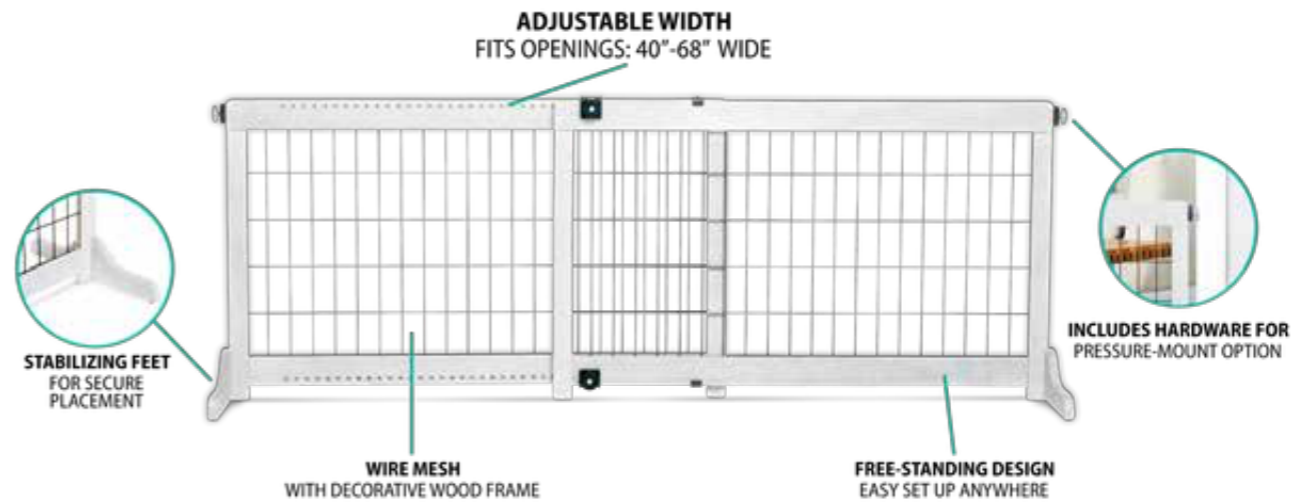 ADJUSTABLE WIDTH
FITS OPENINGS: 40"-68" WIDE
STABILIZING FEET
FOR SECURE
PLACEMENT
INCLUDES HARDWARE FOR
PRESSURE-MOUNT OPTION
WIRE MESH
WITH DECORATIVE WOOD FRAME
FREE-STANDING DESIGN
EASY SET UP ANYWHERE